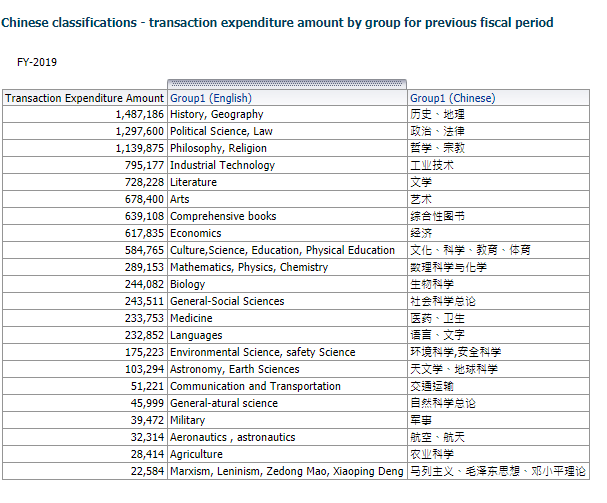 Chinese classifications - transaction expenditure amount by group for previous fiscal period
FY-2019
Transaction Expenditure Amount Group1 (English) Group1 (Chinese)
1,487,186 History, Geography 历史、地理
1,297,600 Political Science, Law 政治、法律
1,139,875 Philosophy, Religion 哲学、宗教
795,177 Industrial Technology 工业技术
728,228 Literature 文学
678,400 Arts 艺术
639,108 Comprehensive books 综合性图书
617,835 Economics 经济
584,765 Culture,Science, Education, Physical Education 文化、科学、教育、体育
289,153 Mathematics, Physics, Chemistry 数理科学与化学
244,082 Biology 生物科学
243,511 General-Social Sciences 社会科学总论
233,753 Medicine 医药、卫生
232,852 Languages 语言、文字
175,223 Environmental Science, safety Science 环境科学,安全科学
103,294 Astronomy, Earth Sciences 天文学、地球科学
51,221 Communication and Transportation 交通运输
45,999 General-atural science 自然科学总论
39,472 Military 军事
32,314 Aeronautics , astronautics 航空、航天
28,414 Agriculture 农业科学
22,584 Marxism, Leninism, Zedong Mao, Xiaoping Deng 马列主义、毛泽东思想、邓小平理论